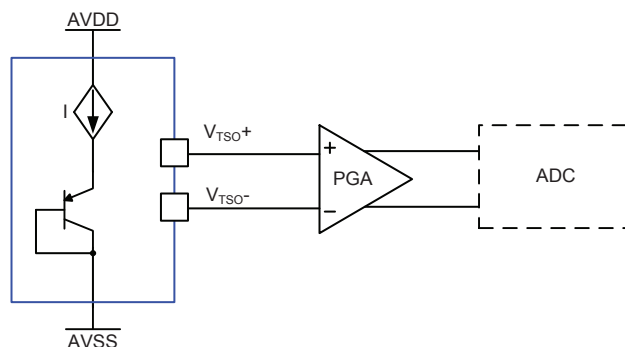 AVDD
I
VTSO+
+
PGA
ADC
VTSO-
−
AVSS